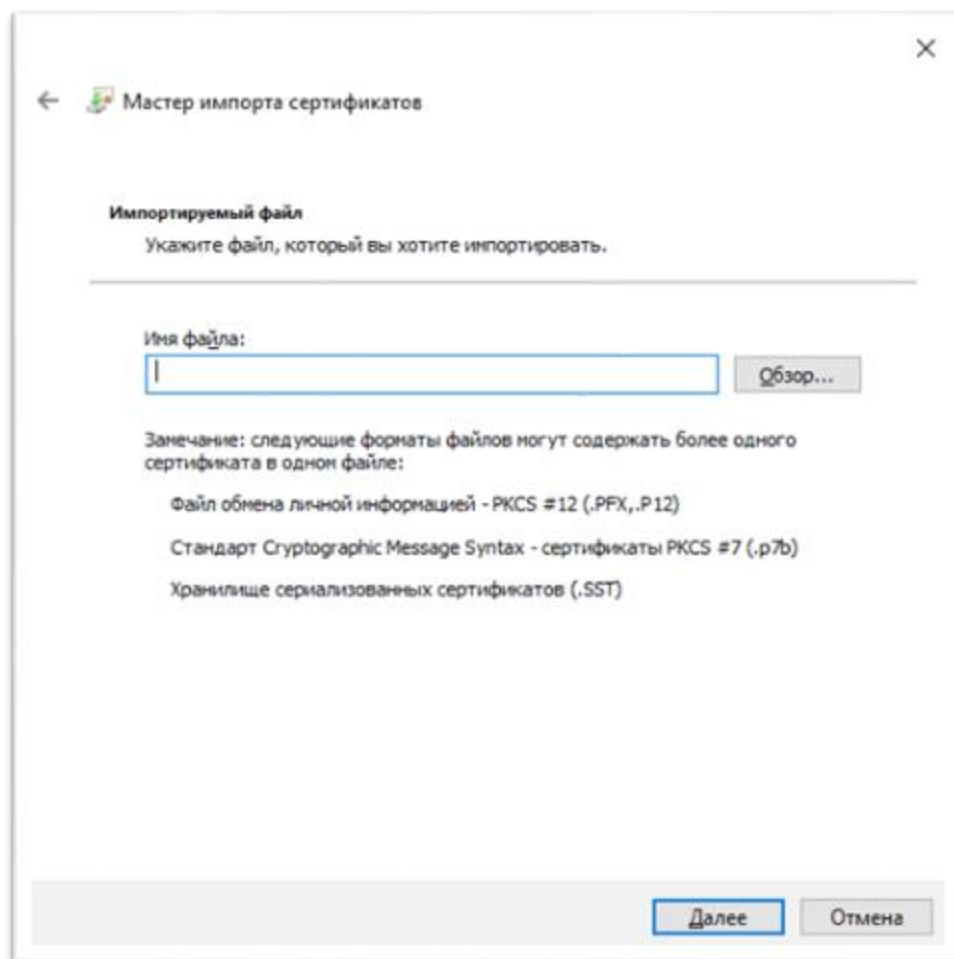 Мастер импорта сертификатов
Импортируемый файл
Укажите файл, который вы хотите импортировать.
Имя файла:
Обзор...
Замечание: следующие форматы файлов могут содержать более одного
сертификата в одном файле:
Файл обмена личной информацией - PKCS #12 (.PFX,.P12)
Стандарт Cryptographic Message Syntax - сертификаты PKCS #7 (.p7b)
Хранилище сериализованных сертификатов (.SST)
Далее Отмена